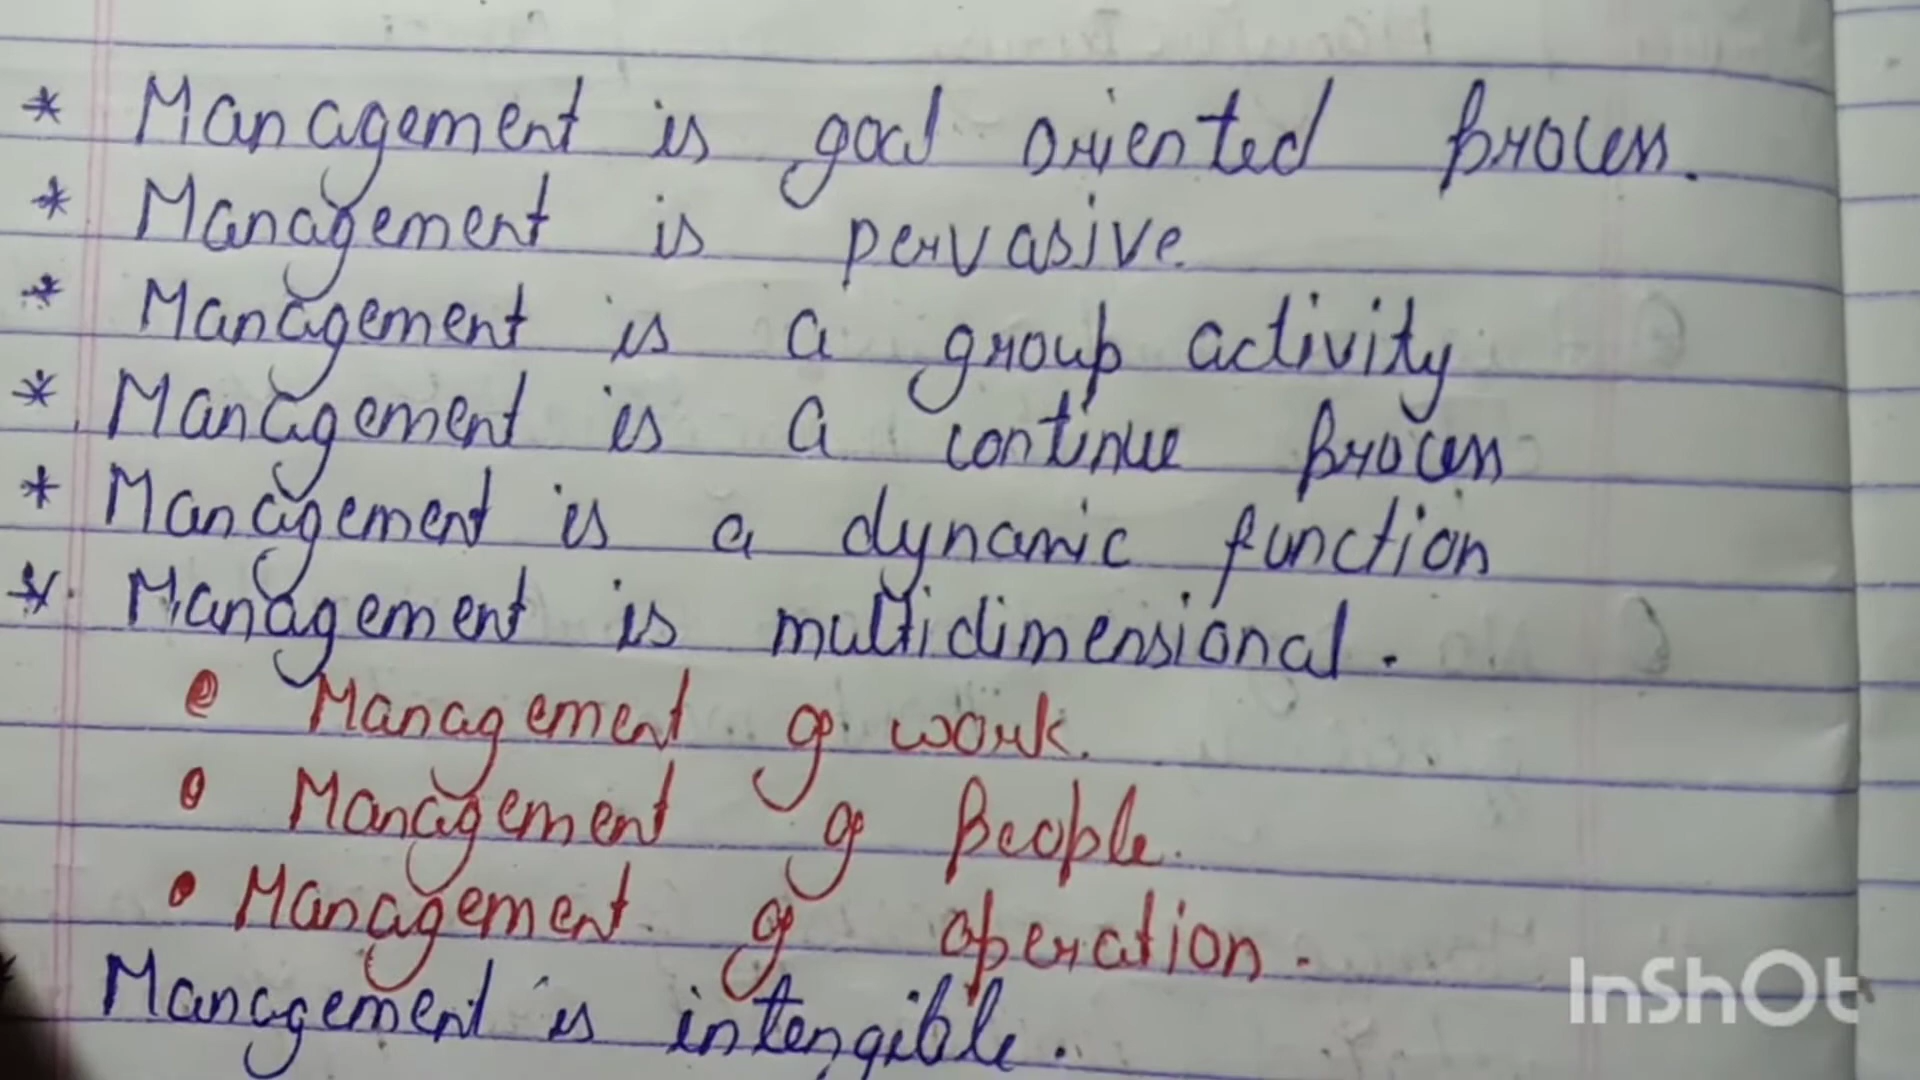 * Management is goal oriented process.
* Management is pervasive.
* Management is a group activity
* Management is a continue process
* Management is a dynamic function
* Management is multidimensional.
• Management of work.
• Management of People.
• Management of operation.
Management is intengible.
InShOt